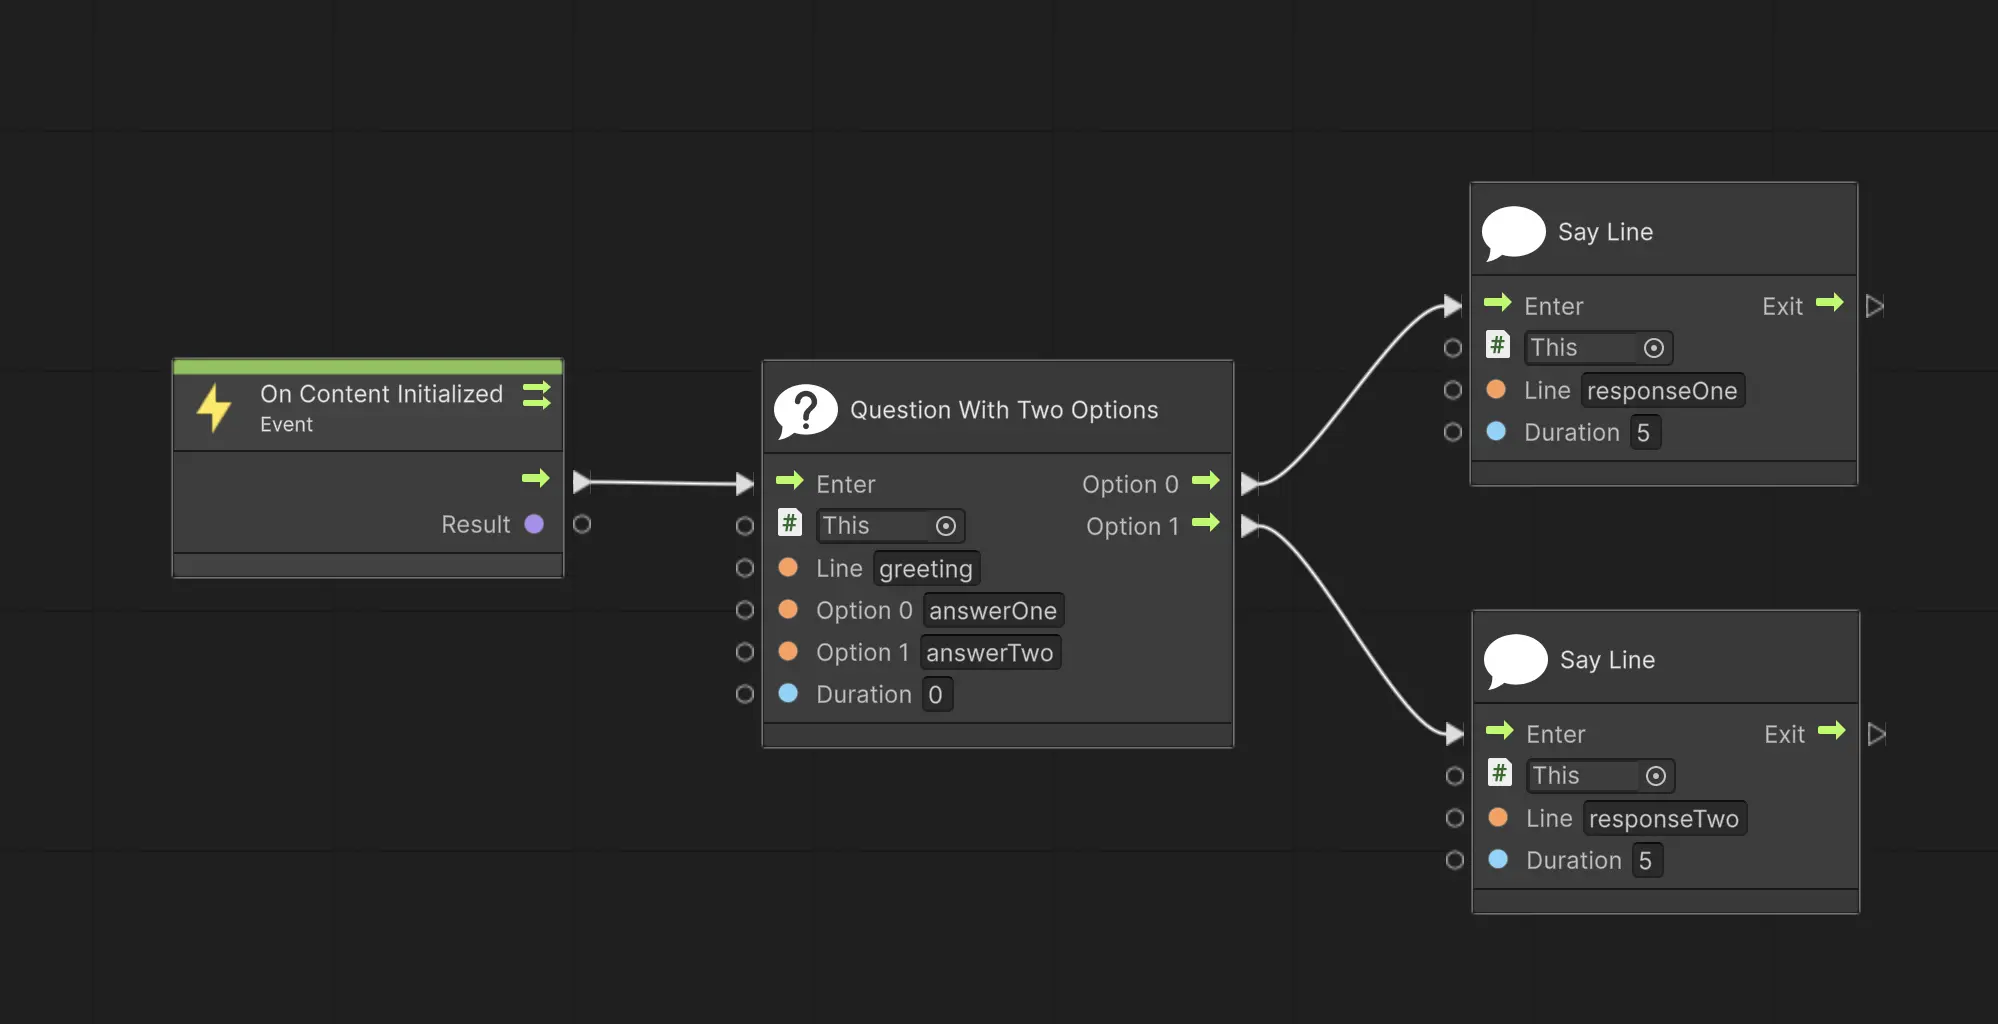 On Content Initialized
Event
Result
Question With Two Options
Enter
Option 0
This
Option 1
Line greeting
Option 0 answerOne
Option 1 answerTwo
Duration 0
Say Line
Enter
Exit
# This
Line responseOne
Duration 5
Say Line
Enter
Exit
# This
Line responseTwo
Duration 5